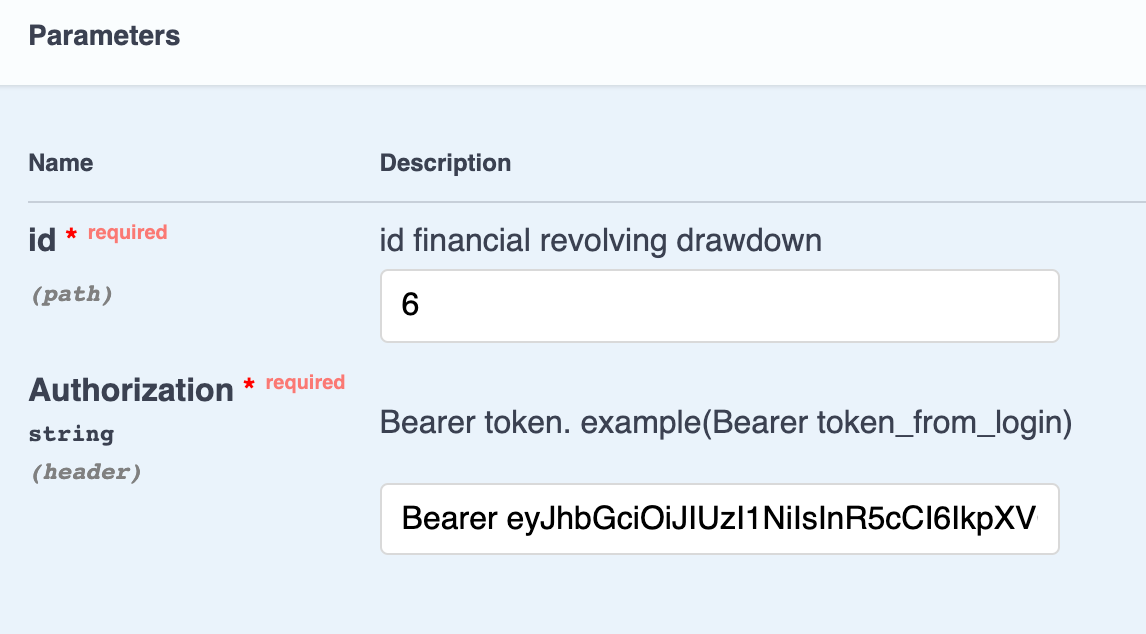 Parameters
Name Description
id * required
id financial revolving drawdown
(path)
6
Authorization * required
string
Bearer token. example(Bearer token_from_login)
(header)
Bearer eyJhbGciOiJIUzI1NiIsInR5cCI6IkpXV